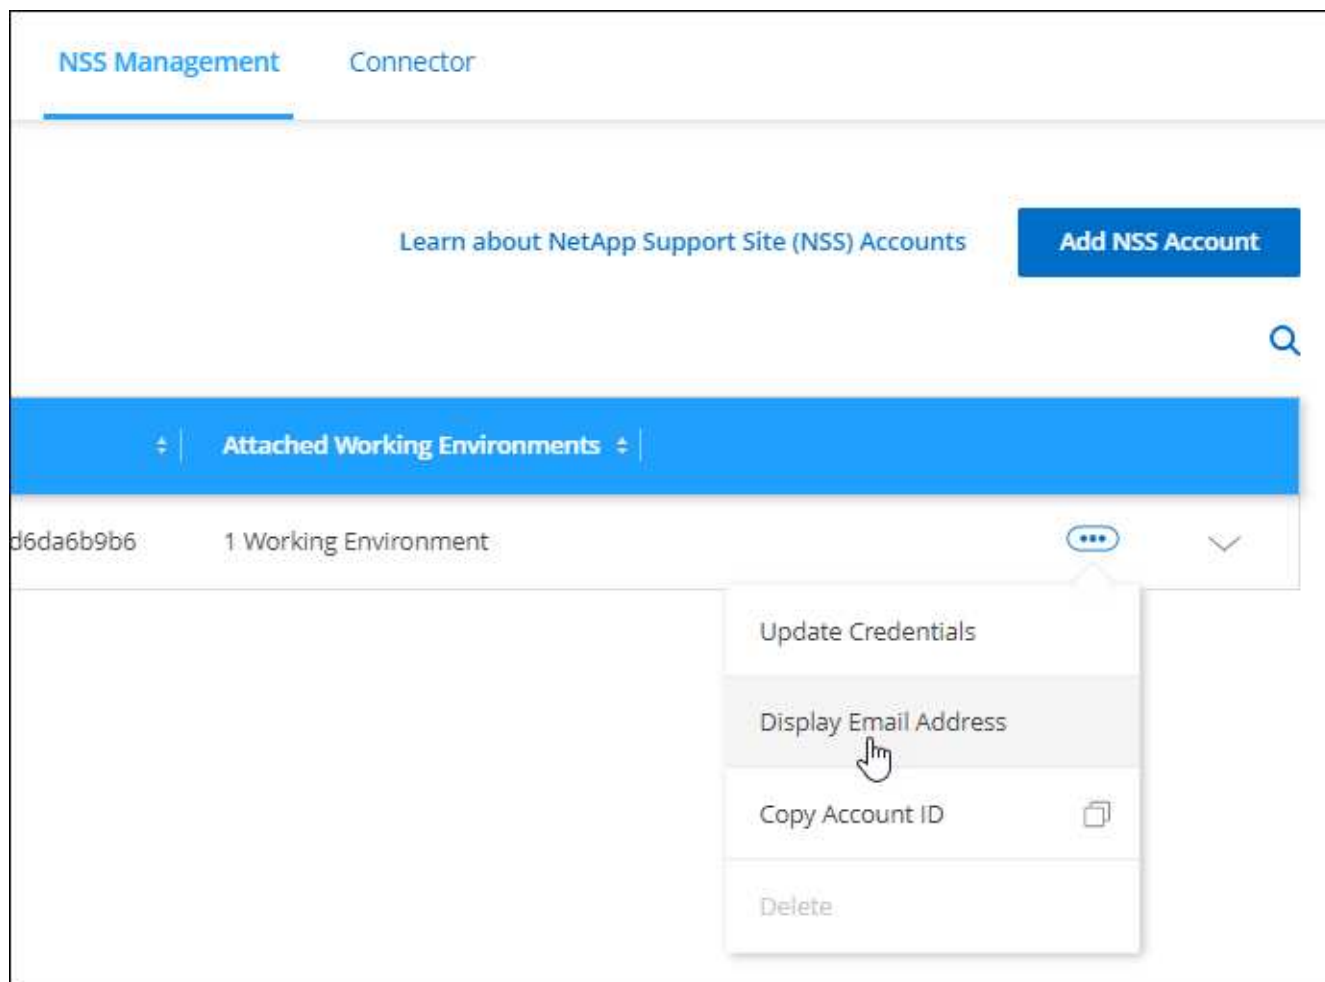 NSS Management Connector
Learn about NetApp Support Site (NSS) Accounts Add NSS Account
Attached Working Environments
d6da6b9b6 1 Working Environment
Update Credentials
Display Email Address
Copy Account ID
Delete